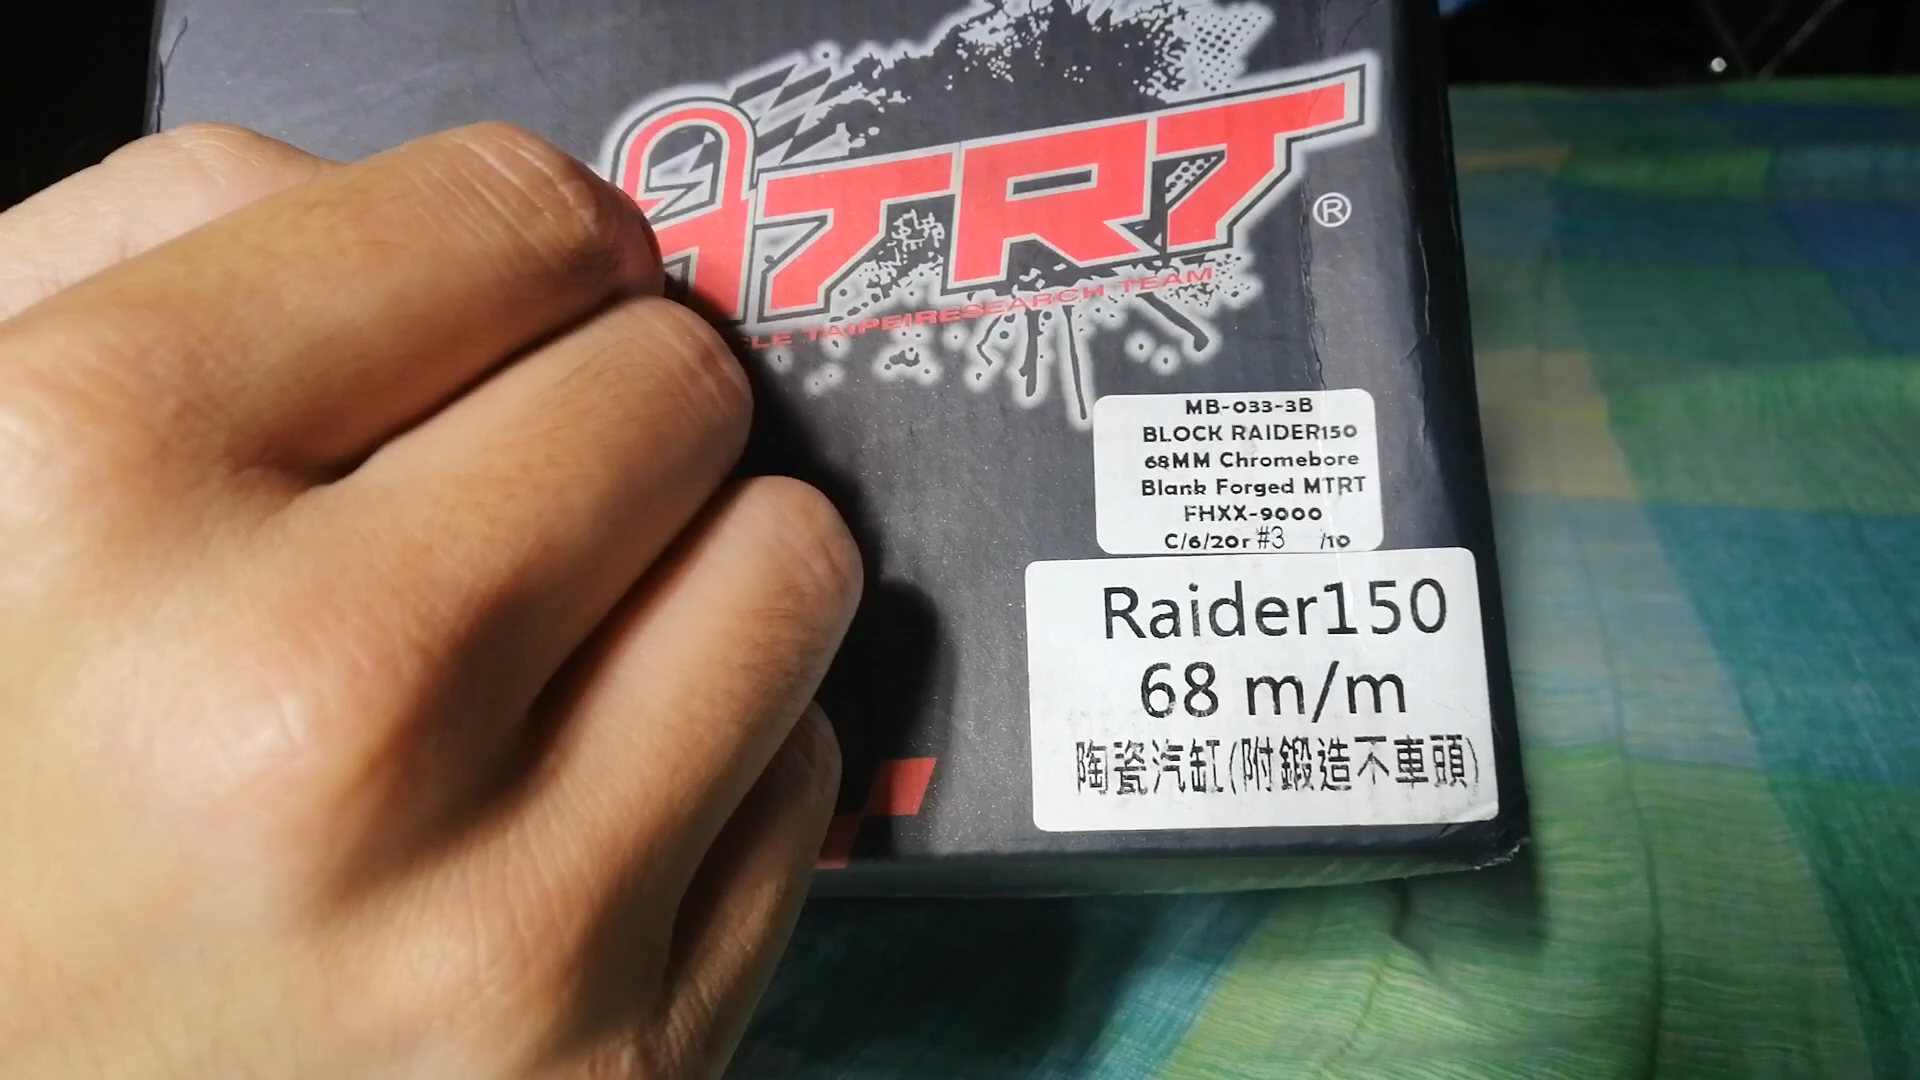 MTRT
®
TAIPEI RESEARCH TEAM
MB-033-3B
BLOCK RAIDER150
68MM Chromebore
Blank Forged MTRT
FHXX-9000
C/6/20r #3 /10
Raider150
68 m/m
陶瓷汽缸(附鍛造不車頭)